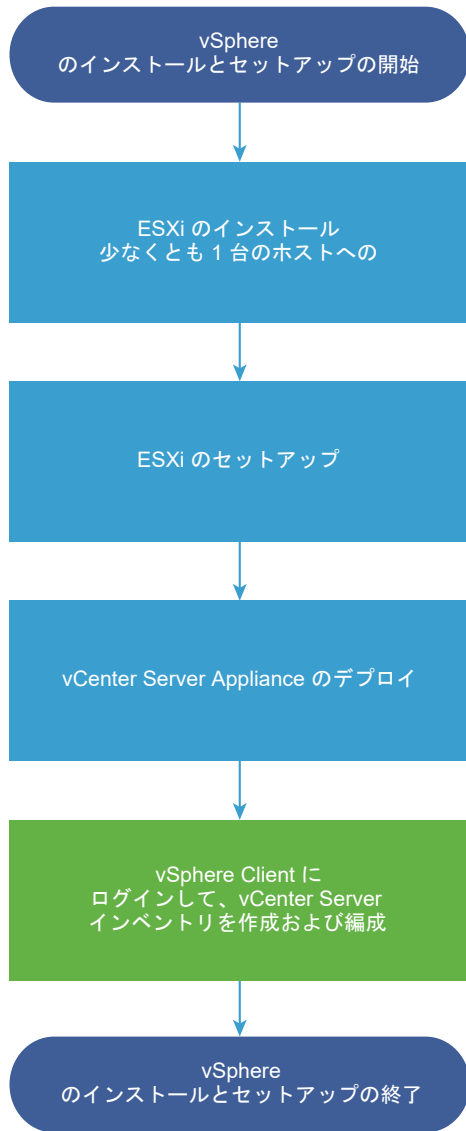 vSphere
のインストールとセットアップの開始
ESXi のインストール
少なくとも 1 台のホストへの
ESXi のセットアップ
vCenter Server Appliance のデプロイ
vSphere Client に
ログインして、vCenter Server
インベントリを作成および編成
vSphere
のインストールとセットアップの終了